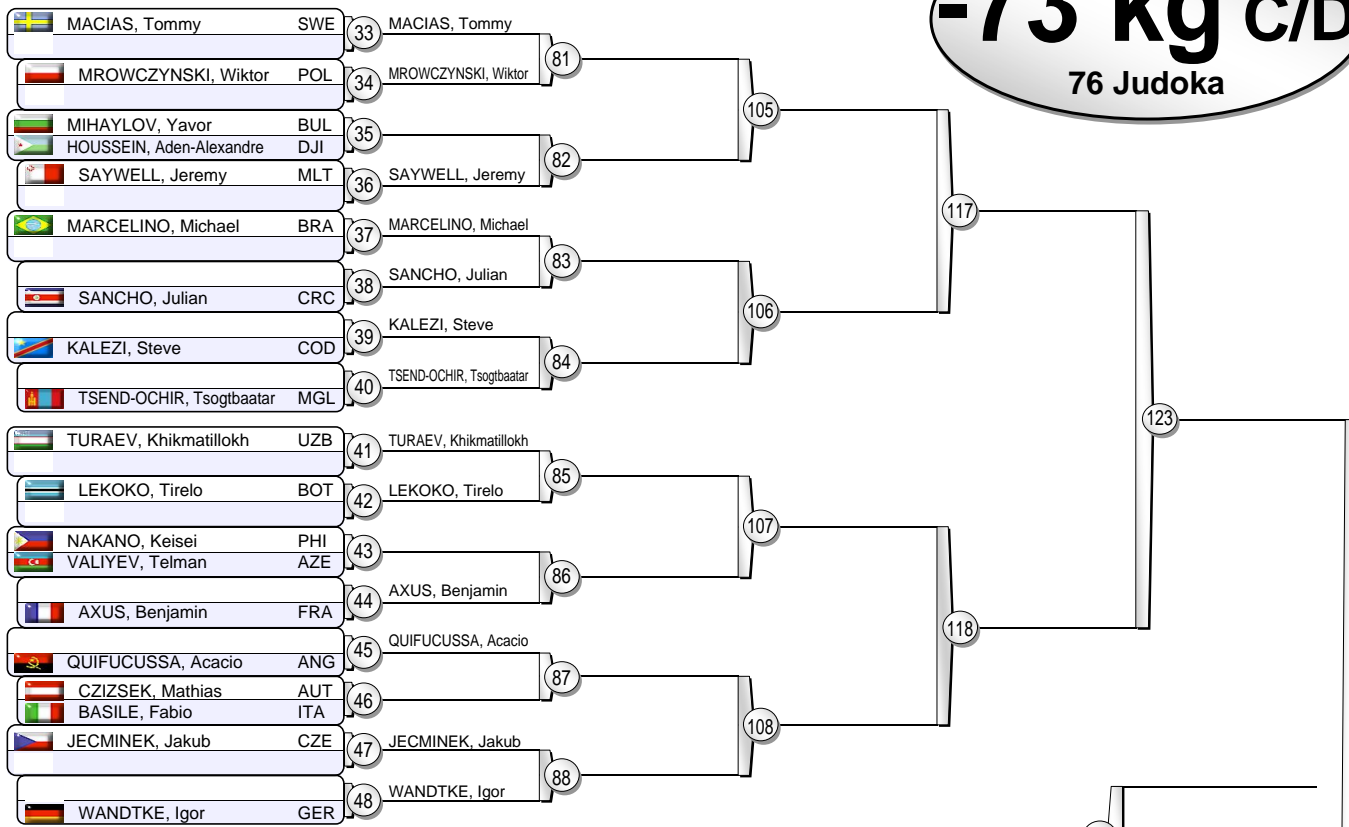 -73 kg C/D
76 Judoka
MACIAS, Tommy SWE 33 MACIAS, Tommy
81
MROWCZYNSKI, Wiktor POL 34 MROWCZYNSKI, Wiktor
105
MIHAYLOV, Yavor BUL 35
HOUSSEIN, Aden-Alexandre DJI
82
SAYWELL, Jeremy MLT 36 SAYWELL, Jeremy
117
MARCELINO, Michael BRA 37 MARCELINO, Michael
83
SANCHO, Julian CRC 38 SANCHO, Julian
106
KALEZI, Steve COD 39 KALEZI, Steve
84
TSEND-OCHIR, Tsogtbaatar MGL 40 TSEND-OCHIR, Tsogtbaatar
123
TURAEV, Khikmatillokh UZB 41 TURAEV, Khikmatillokh
85
LEKOKO, Tirelo BOT 42 LEKOKO, Tirelo
107
NAKANO, Keisei PHI 43
VALIYEV, Telman AZE
86
AXUS, Benjamin FRA 44 AXUS, Benjamin
118
QUIFUCUSSA, Acacio ANG 45 QUIFUCUSSA, Acacio
87
CZIZSEK, Mathias AUT 46
BASILE, Fabio ITA
108
JECMINEK, Jakub CZE 47 JECMINEK, Jakub
88
WANDTKE, Igor GER 48 WANDTKE, Igor